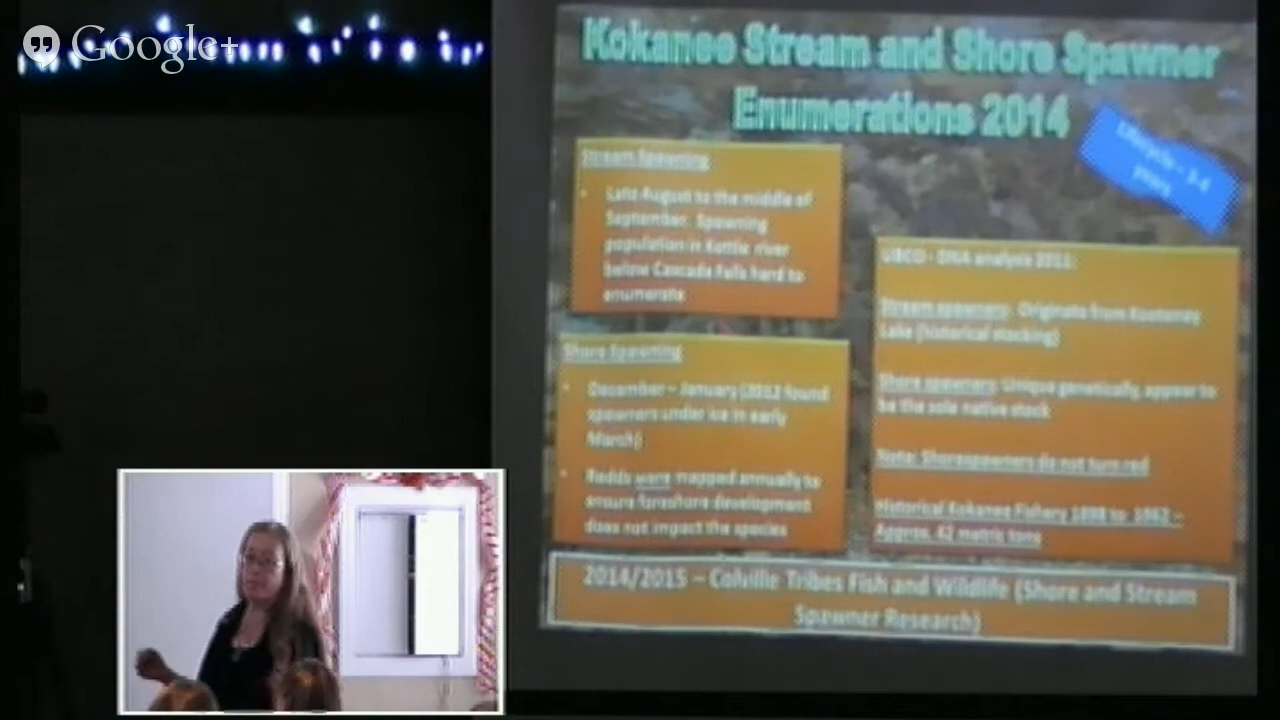 Google+
Kokanee Stream and Shore Spawner
Enumerations 2014
Lifecycle – 3-4
years
Stream Spawning
• Late August to the middle of
September. Spawning
population in Kettle river
below Cascade Falls hard to
enumerate
Shore Spawning
• December – January (2012 found
spawners under ice in early
March)
• Redds were mapped annually to
ensure foreshore development
does not impact the species
UBCO - DNA analysis
Stream spawners: Originate from Kootenay
Lake (historical stocking)
Shore spawners: Unique genetically, appear to
be the sole native stock
Note: Shorespawners do not turn red
Historical Kokanee Fishery 1898 to –
Approx. 42 metric tons
2014/2015 – Colville Tribes Fish and Wildlife (Shore and Stream
Spawner Research)